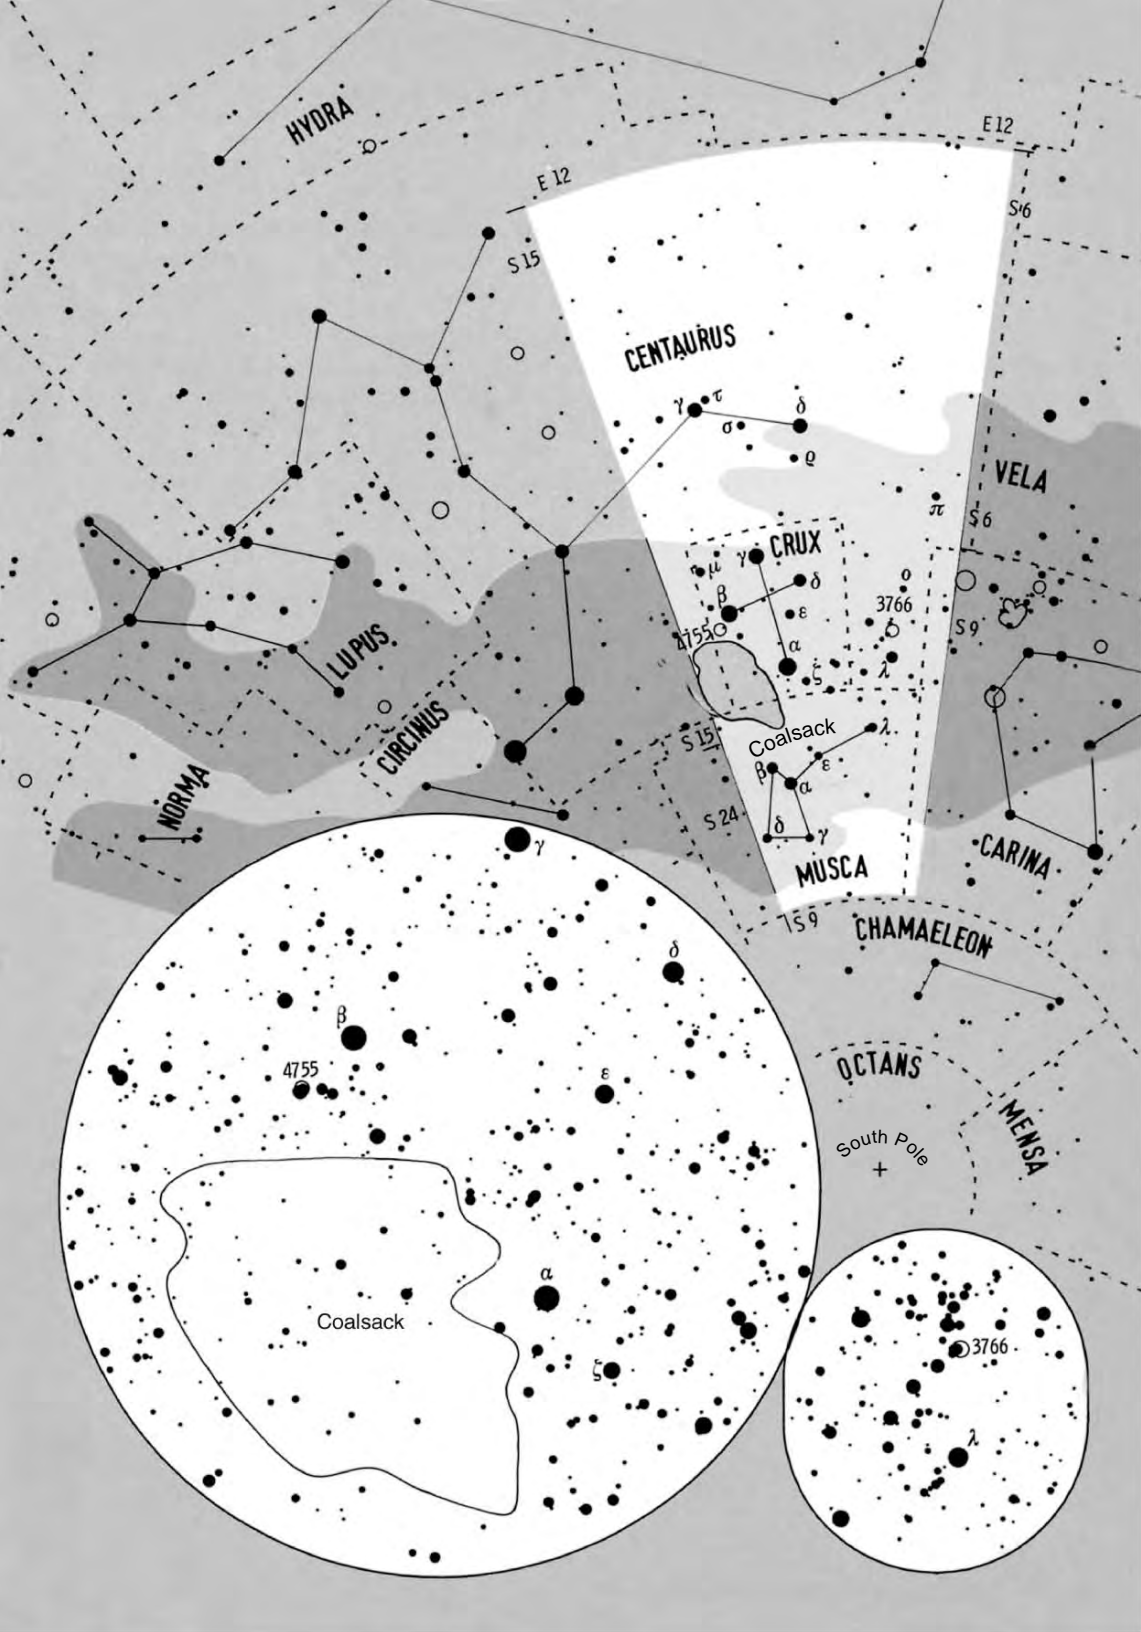 HYDRA
E 12
E 12
S 6
S 15
CENTAURUS
γ
τ
δ
σ
ϱ
VELA
π
S 6
CRUX
μ
γ
δ
β
ε
ο
3766
4755
S 9
α
ζ
λ
LUPUS
CIRCINUS
NORMA
S 15
Coalsack
λ
β
ε
α
S 24
δ
γ
MUSCA
CARINA
S 9
CHAMAELEON
OCTANS
MENSA
South Pole
γ
δ
β
4755
ε
α
Coalsack
ζ
3766
λ